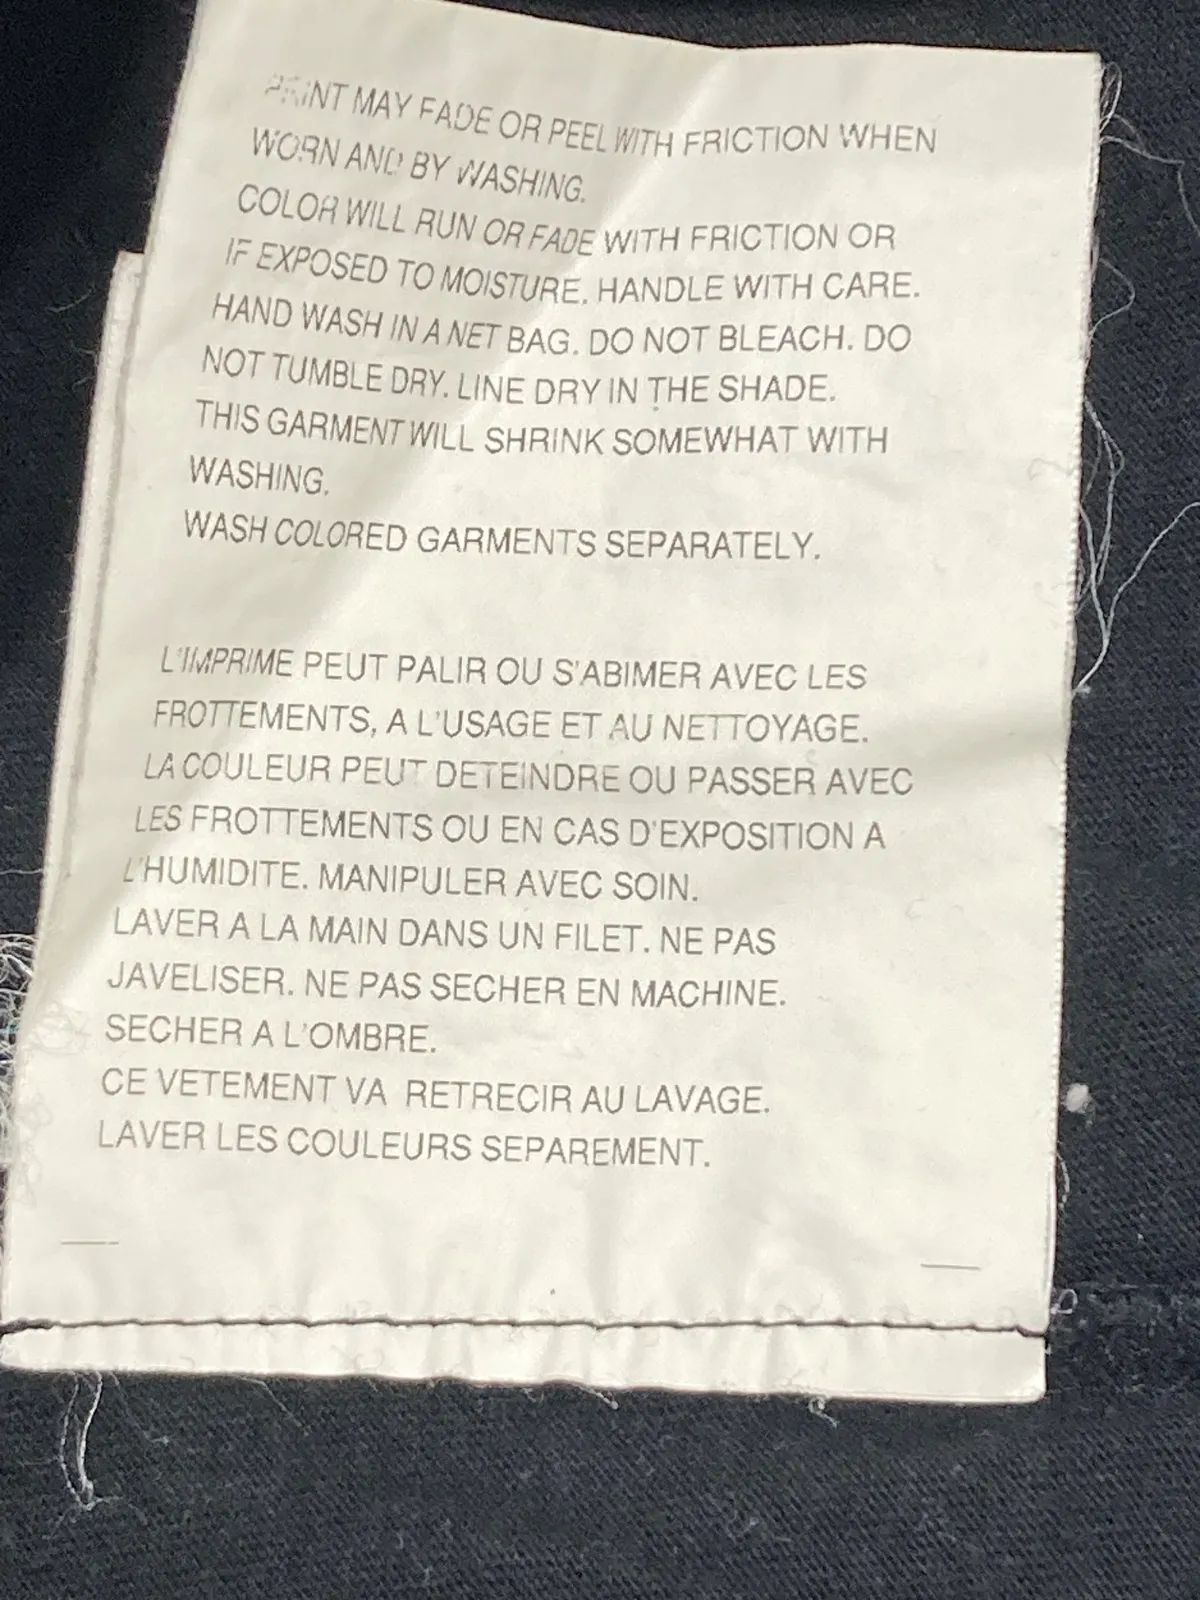 PRINT MAY FADE OR PEEL WITH FRICTION WHEN
WORN AND BY WASHING.
COLOR WILL RUN OR FADE WITH FRICTION OR
IF EXPOSED TO MOISTURE. HANDLE WITH CARE.
HAND WASH IN A NET BAG. DO NOT BLEACH. DO
NOT TUMBLE DRY. LINE DRY IN THE SHADE.
THIS GARMENT WILL SHRINK SOMEWHAT WITH
WASHING.
WASH COLORED GARMENTS SEPARATELY.
L'IMPRIME PEUT PALIR OU S'ABIMER AVEC LES
FROTTEMENTS, A L'USAGE ET AU NETTOYAGE.
LA COULEUR PEUT DETEINDRE OU PASSER AVEC
LES FROTTEMENTS OU EN CAS D'EXPOSITION A
L'HUMIDITE. MANIPULER AVEC SOIN.
LAVER A LA MAIN DANS UN FILET. NE PAS
JAVELISER. NE PAS SECHER EN MACHINE.
SECHER A L'OMBRE.
CE VETEMENT VA RETRECIR AU LAVAGE.
LAVER LES COULEURS SEPAREMENT.